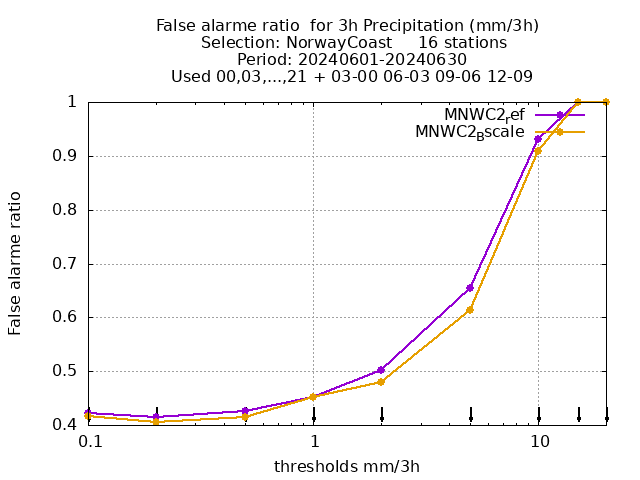 False alarme ratio  for 3h Precipitation (mm/3h)
Selection: NorwayCoast     16 stations
Period: 20240601-20240630
Used 00,03,...,21 + 03-00 06-03 09-06 12-09
MNWC2ref
MNWC2Bscale
1
0.9
0.8
0.7
0.6
0.5
0.4
False alarme ratio
0.1
1
10
thresholds mm/3h